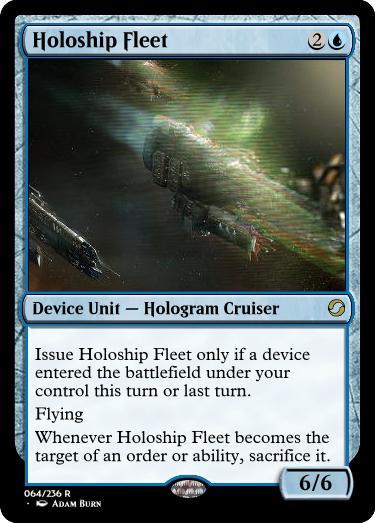 Holoship Fleet 2
Device Unit — Hologram Cruiser
Issue Holoship Fleet only if a device
entered the battlefield under your
control this turn or last turn.
Flying
Whenever Holoship Fleet becomes the
target of an order or ability, sacrifice it.
6/6
064/236 R
· Adam Burn